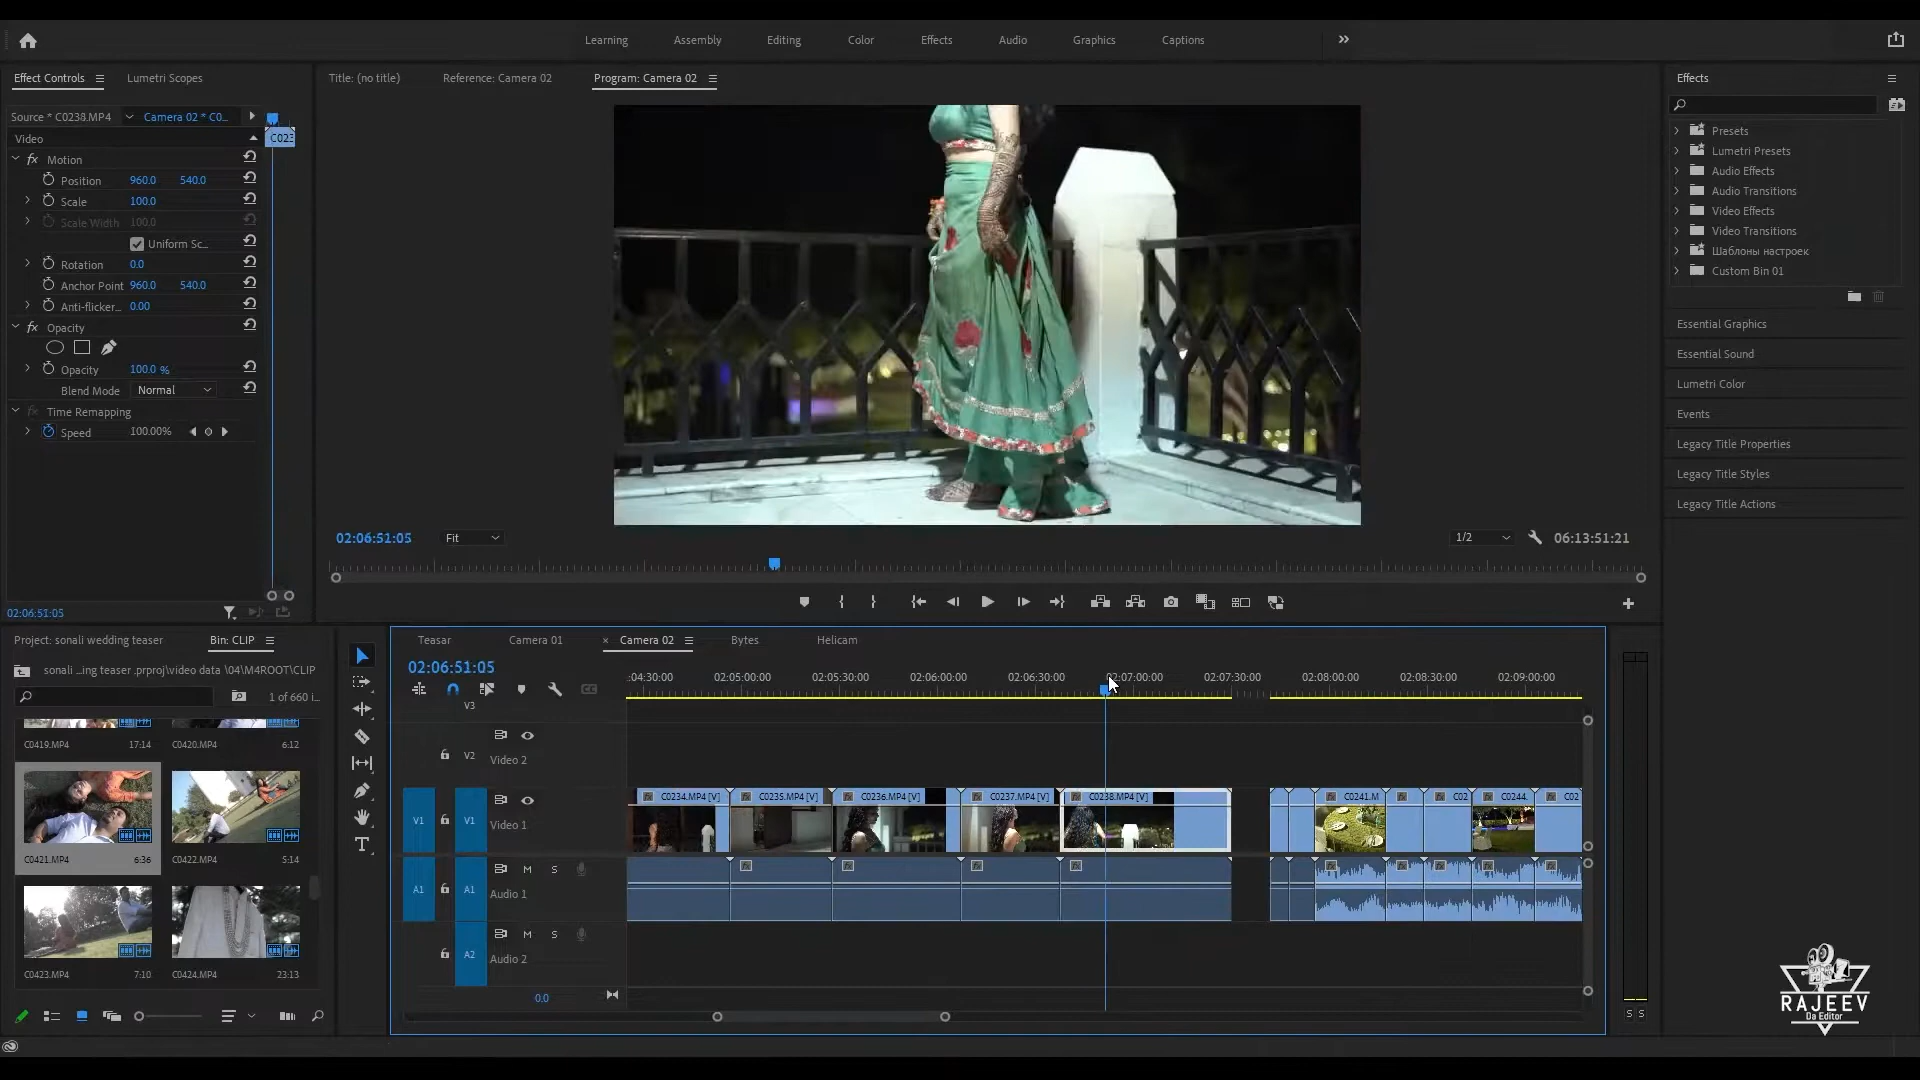 Learning
Assembly
Editing
Color
Effects
Audio
Graphics
Captions
Effect Controls
Lumetri Scopes
Title: (no title)
Reference: Camera 02
Program: Camera 02
Effects
Source * C0238.MP4
Camera 02 * C0...
Video
C023
Motion
Position 960.0 540.0
Scale 100.0
Scale Width 100.0
Uniform Sc...
Rotation 0.0
Anchor Point 960.0 540.0
Anti-flicker... 0.00
Opacity
Opacity 100.0 %
Blend Mode Normal
Time Remapping
Speed 100.00%
02:06:51:05
Presets
Lumetri Presets
Audio Effects
Audio Transitions
Video Effects
Video Transitions
Шаблоны настроек
Custom Bin 01
Essential Graphics
Essential Sound
Lumetri Color
Events
Legacy Title Properties
Legacy Title Styles
Legacy Title Actions
02:06:51:05
Fit
1/2
06:13:51:21
Project: sonali wedding teaser
Bin: CLIP
sonali ...ing teaser .prproj\video data \04\M4ROOT\CLIP
1 of 660 i...
C0419.MP4 17:14
C0420.MP4 6:12
C0421.MP4 6:36
C0422.MP4 5:14
C0423.MP4 7:10
C0424.MP4 23:13
Teasar
Camera 01
Camera 02
Bytes
Helicam
02:06:51:05
:04:30:00 02:05:00:00 02:05:30:00 02:06:00:00 02:06:30:00 02:07:00:00 02:07:30:00 02:08:00:00 02:08:30:00 02:09:00:00
V3
V2 Video 2
V1 V1 Video 1
C0234.MP4 [V] C0235.MP4 [V] C0236.MP4 [V] C0237.MP4 [V] C0238.MP4 [V] C0241.M C02 C0244. C02
A1 A1 M S Audio 1
A2 M S Audio 2
0.0
S S
RAJEEV
Da Editor